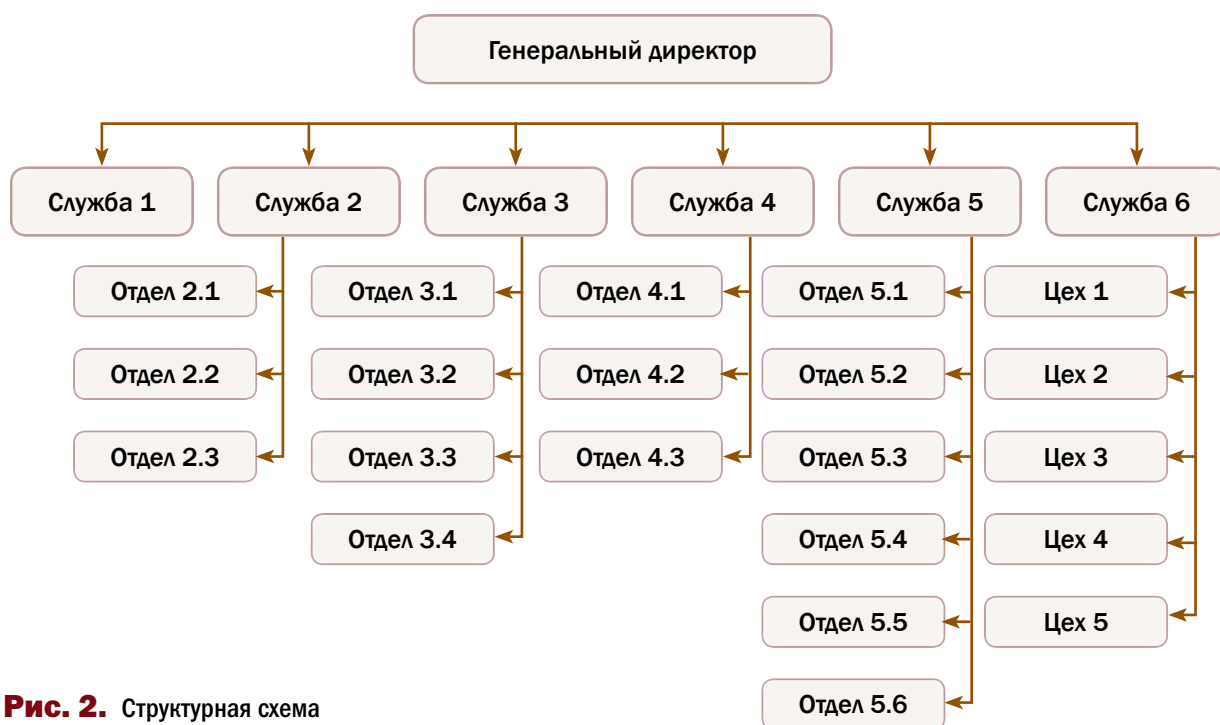 Генеральный директор
Служба 1
Служба 2
Служба 3
Служба 4
Служба 5
Служба 6
Отдел 2.1
Отдел 2.2
Отдел 2.3
Отдел 3.1
Отдел 3.2
Отдел 3.3
Отдел 3.4
Отдел 4.1
Отдел 4.2
Отдел 4.3
Отдел 5.1
Отдел 5.2
Отдел 5.3
Отдел 5.4
Отдел 5.5
Отдел 5.6
Цех 1
Цех 2
Цех 3
Цех 4
Цех 5
Рис. 2. Структурная схема